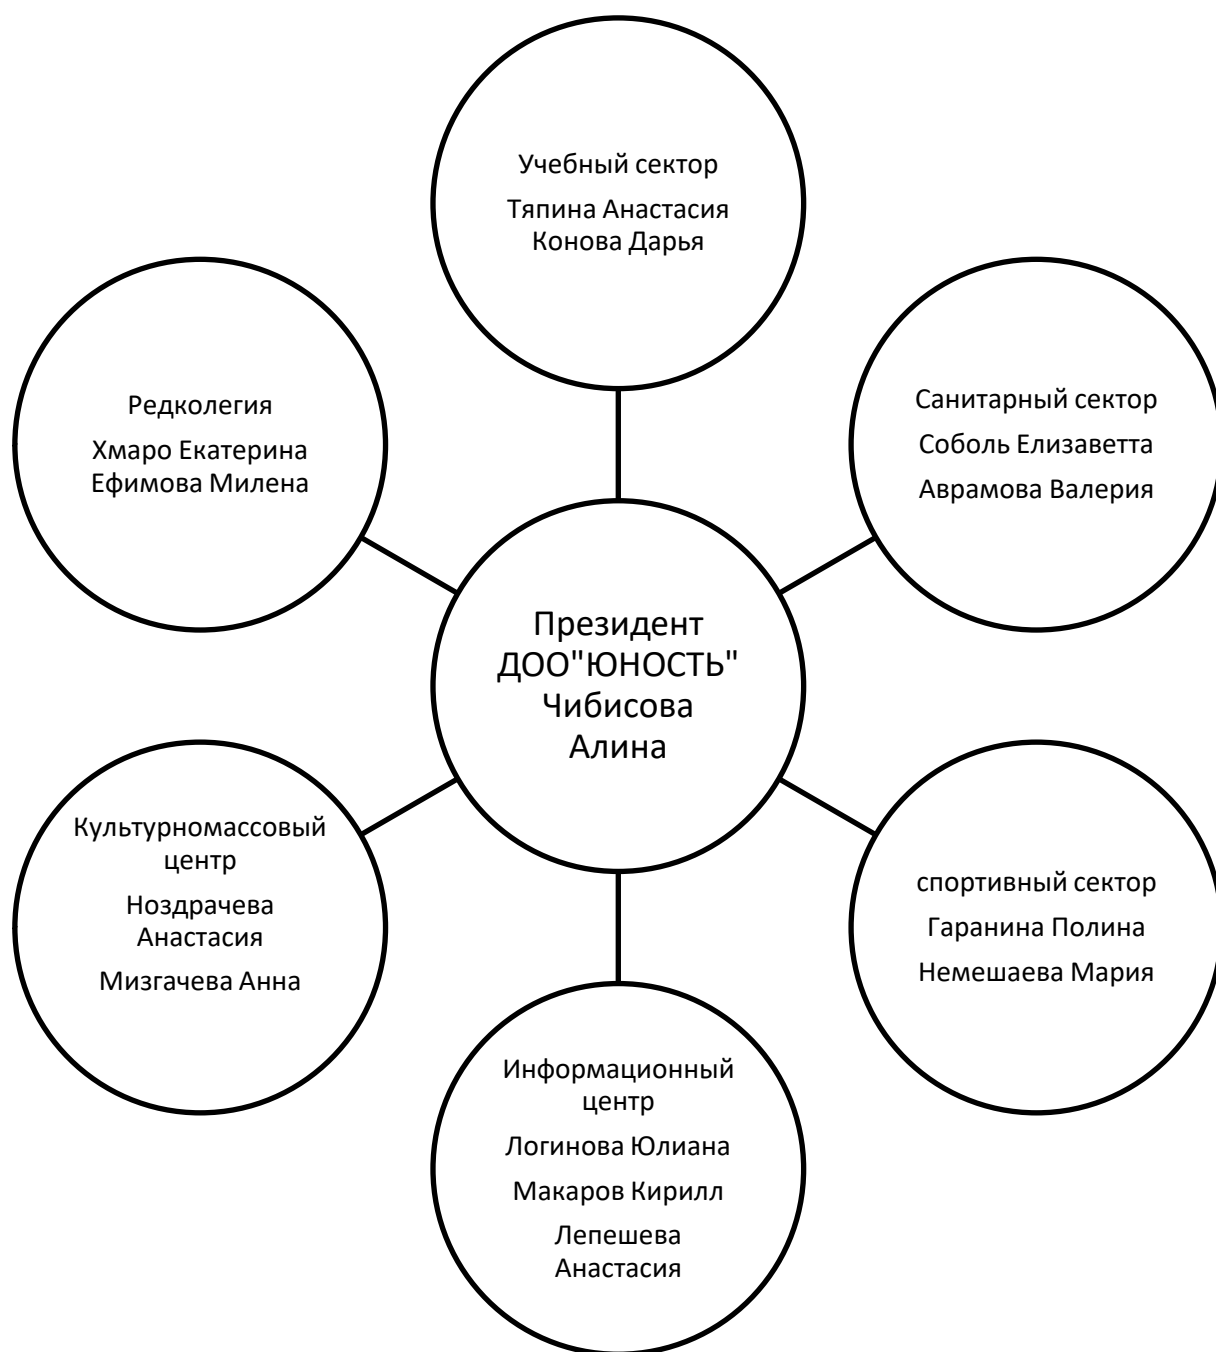 Учебный сектор
Тяпина Анастасия
Конова Дарья
Редколегия
Хмаро Екатерина
Ефимова Милена
Санитарный сектор
Соболь Елизаветта
Аврамова Валерия
Президент
ДОО"ЮНОСТЬ"
Чибисова
Алина
Культурномассовый
центр
Ноздрачева
Анастасия
Мизгачева Анна
спортивный сектор
Гаранина Полина
Немешаева Мария
Информационный
центр
Логинова Юлиана
Макаров Кирилл
Лепешева
Анастасия